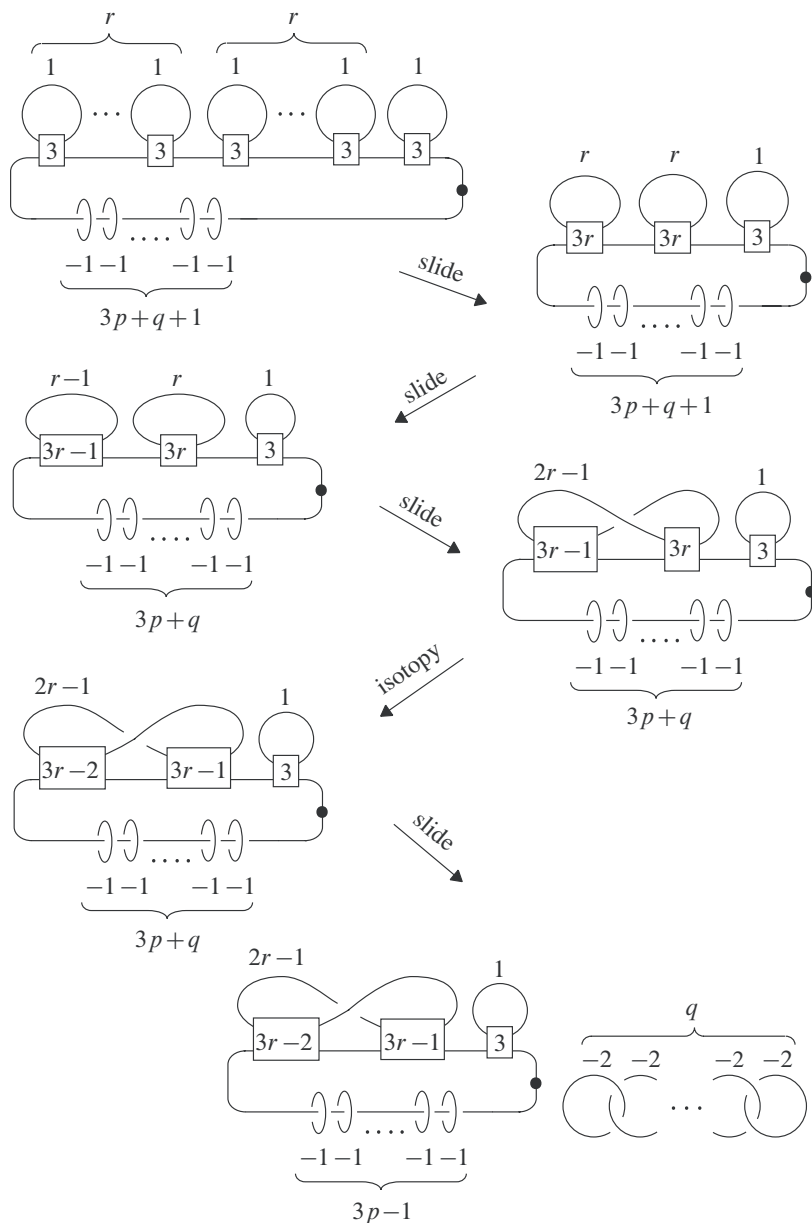 r r
1 1 1 1 1
... ...
3 3 3 3 3
....
−1 −1 −1 −1
3p+q+1
slide
r r 1
3r 3r 3
....
−1 −1 −1 −1
3p+q+1
slide
r−1 r 1
3r−1 3r 3
....
−1 −1 −1 −1
3p+q
slide
2r−1 1
3r−1 3r 3
....
−1 −1 −1 −1
3p+q
isotopy
2r−1 1
3r−2 3r−1 3
....
−1 −1 −1 −1
3p+q
slide
2r−1 1
3r−2 3r−1 3
....
−1 −1 −1 −1
3p−1
q
−2 −2 −2 −2
...